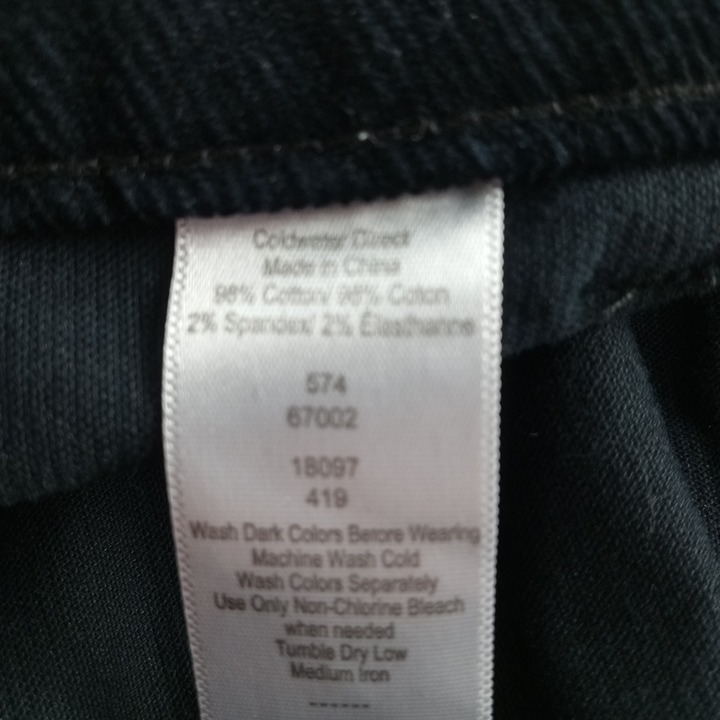 Coldwater Direct
Made in China
98% Cotton/ 98% Coton
2% Spandex/ 2% Élasthanne
574
67002
18097
419
Wash Dark Colors Before Wearing
Machine Wash Cold
Wash Colors Separately
Use Only Non-Chlorine Bleach
when needed
Tumble Dry Low
Medium Iron
------